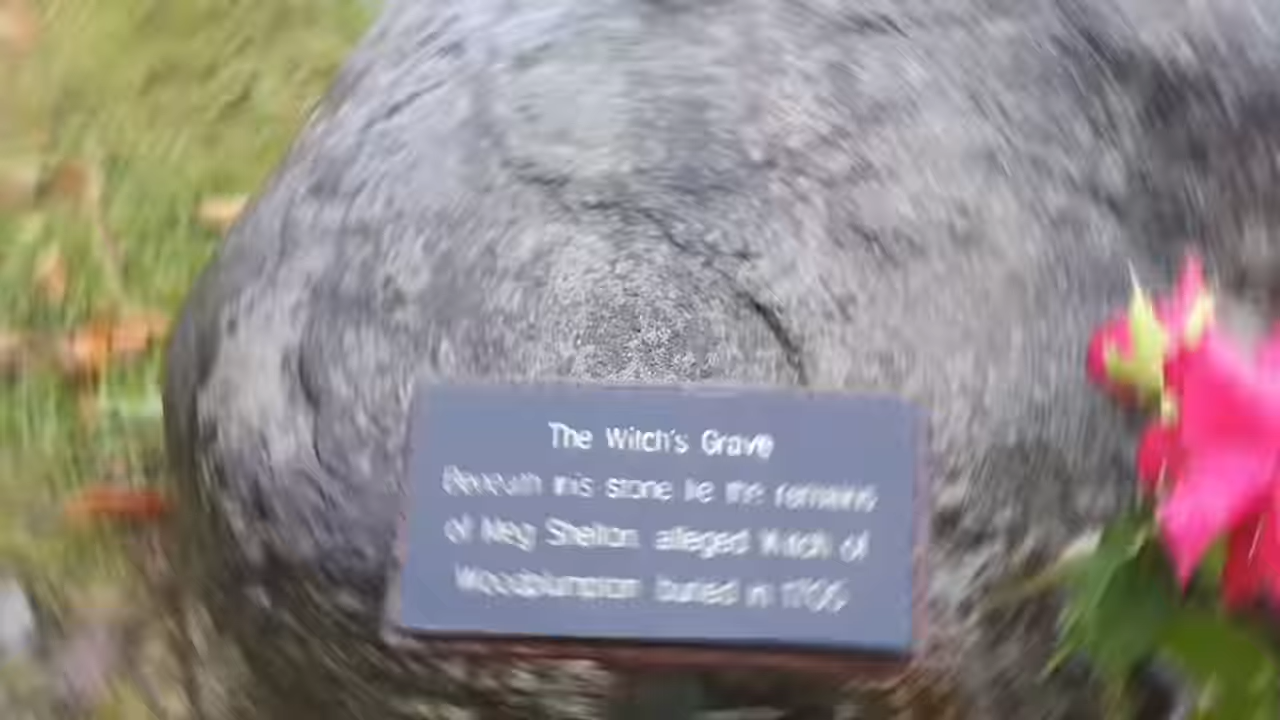 The Witch's Grave
Beneath this stone lie the remains
of Meg Shelton alleged Witch of
Woodplumpton buried in 1705